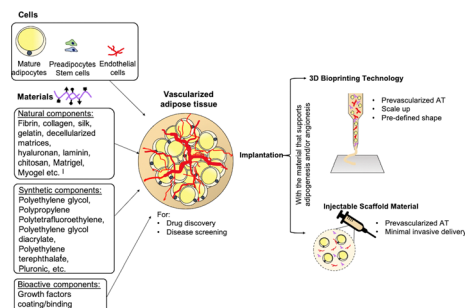 Cells
Mature
adipocytes
Preadipocytes
Stem cells
Endothelial
cells
Materials
Natural components:
Fibrin, collagen, silk,
gelatin, decellularized
matrices,
hyaluronan, laminin,
chitosan, Matrigel,
Myogel etc.
Synthetic components:
Polyethylene glycol,
Polypropylene
Polytetrafluoroethylene,
Polyethylene glycol
diacrylate,
Polyethylene
terephthalate,
Pluronic, etc.
Bioactive components:
Growth factors
coating/binding
Vascularized
adipose tissue
For:
• Drug discovery
• Disease screening
Implantation
With the material that supports
adipogenesis and/or angionesis
3D Bioprinting Technology
• Prevascularized AT
• Scale up
• Pre-defined shape
Injectable Scaffold Material
• Prevascularized AT
• Minimal invasive delivery